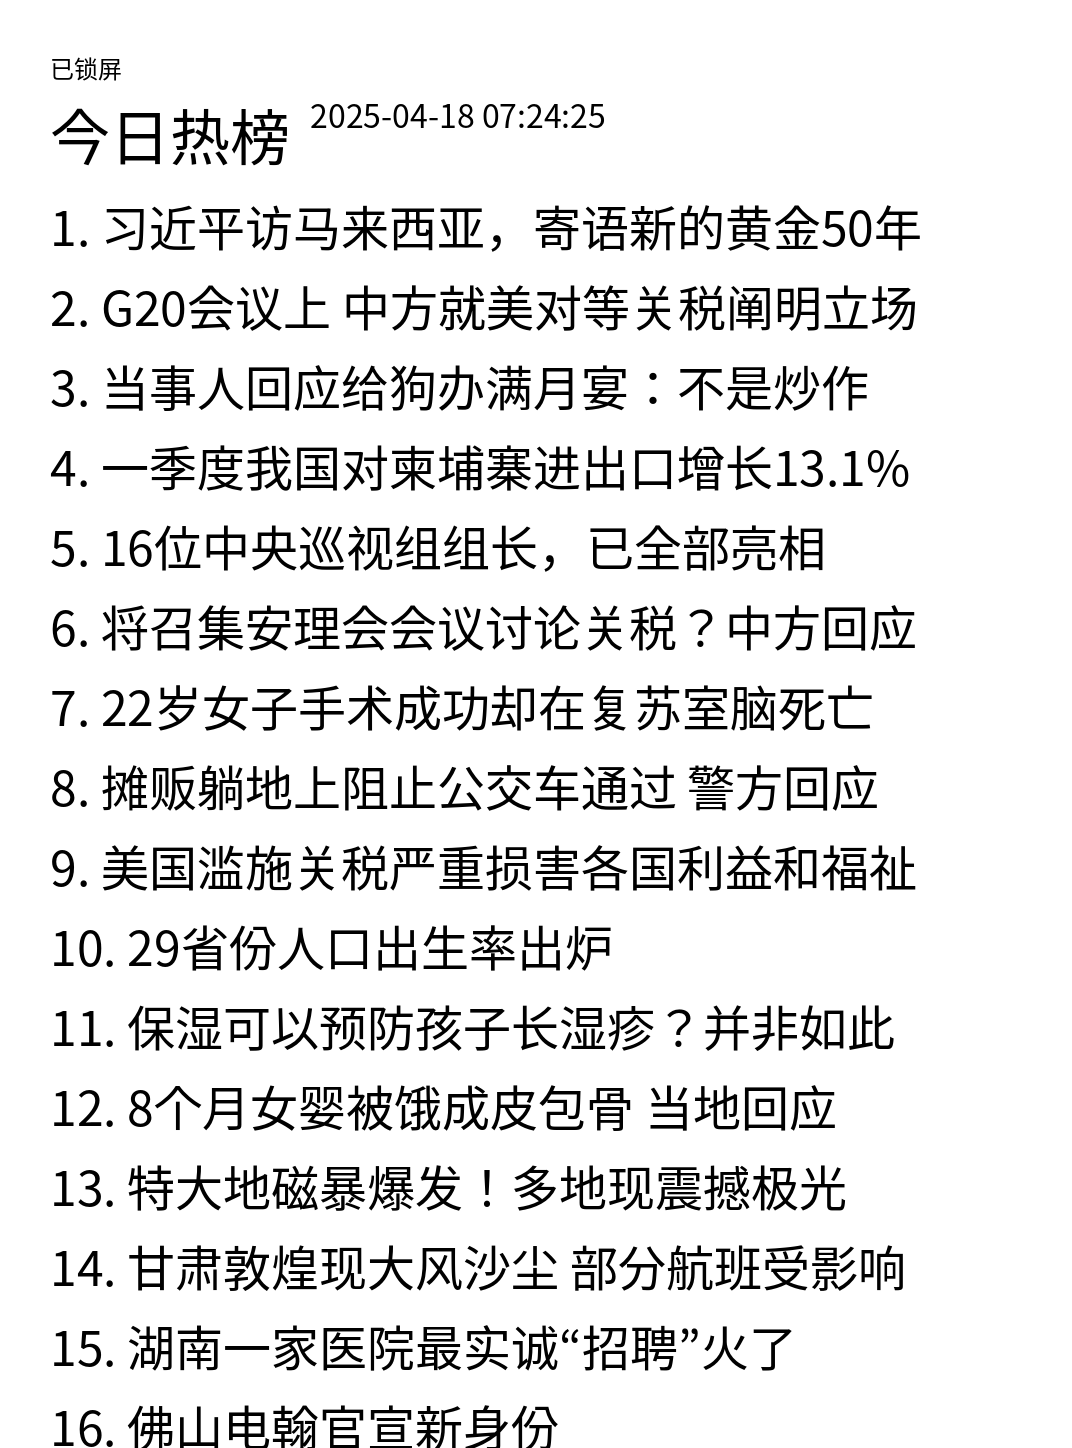 已锁屏
今日热榜 2025-04-18 07:24:25
1. 习近平访马来西亚，寄语新的黄金50年
2. G20会议上 中方就美对等关税阐明立场
3. 当事人回应给狗办满月宴：不是炒作
4. 一季度我国对柬埔寨进出口增长13.1%
5. 16位中央巡视组组长，已全部亮相
6. 将召集安理会会议讨论关税？中方回应
7. 22岁女子手术成功却在复苏室脑死亡
8. 摊贩躺地上阻止公交车通过 警方回应
9. 美国滥施关税严重损害各国利益和福祉
10. 29省份人口出生率出炉
11. 保湿可以预防孩子长湿疹？并非如此
12. 8个月女婴被饿成皮包骨 当地回应
13. 特大地磁暴爆发！多地现震撼极光
14. 甘肃敦煌现大风沙尘 部分航班受影响
15. 湖南一家医院最实诚“招聘”火了
16. 佛山电翰官宣新身份